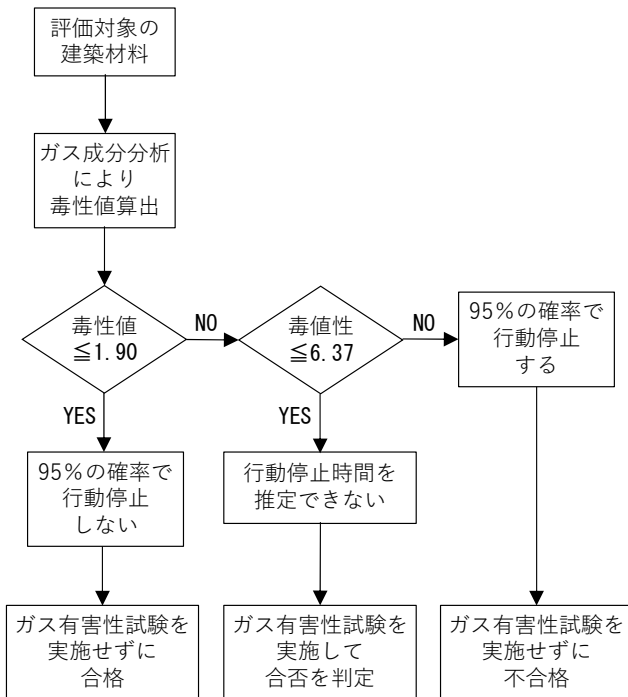 評価対象の
建築材料
ガス成分分析
により
毒性値算出
毒性値
≦1.90
NO
毒値性
≦6.37
NO
95%の確率で
行動停止
する
YES
YES
95%の確率で
行動停止
しない
行動停止時間を
推定できない
ガス有害性試験を
実施せずに
合格
ガス有害性試験を
実施して
合否を判定
ガス有害性試験を
実施せずに
不合格